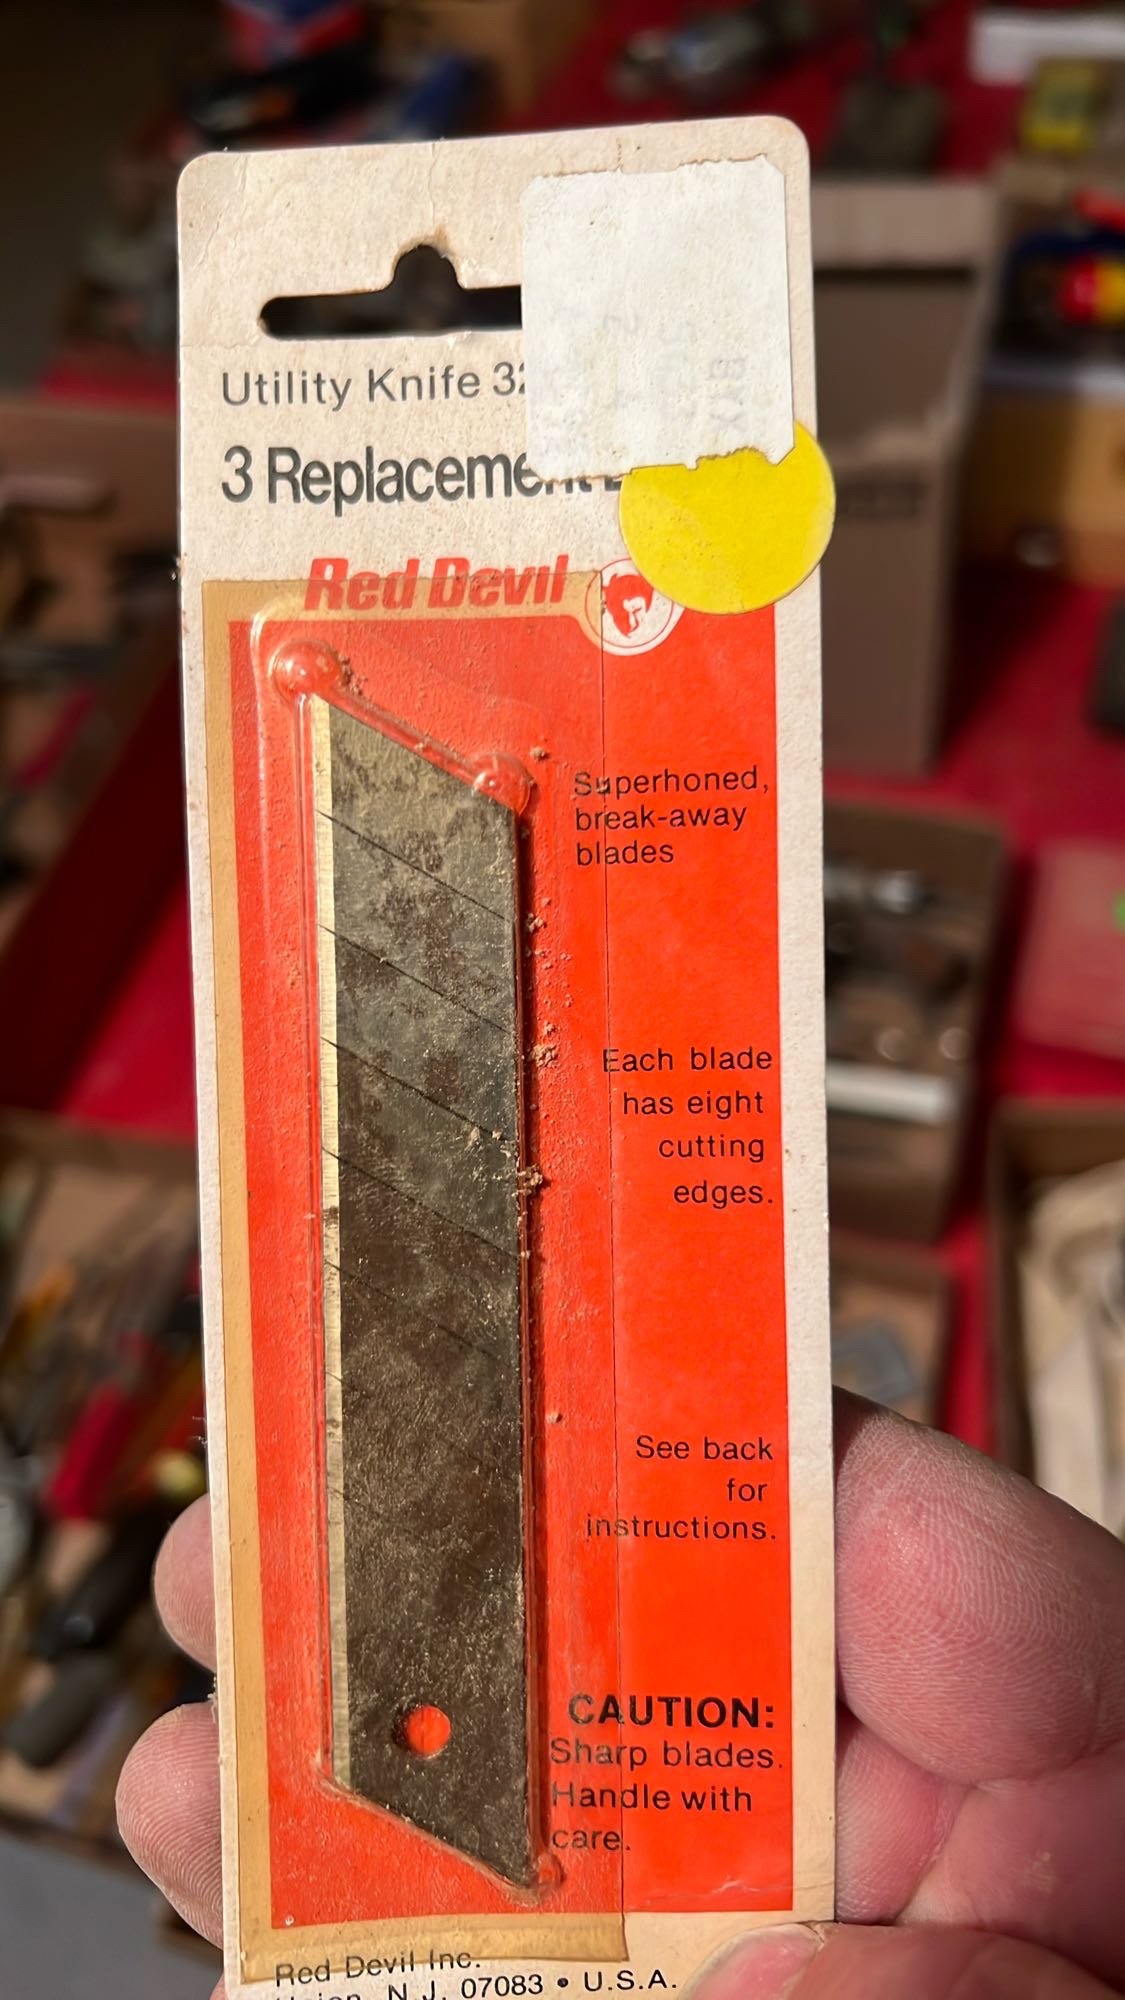 Utility Knife
3 Replacement
Red Devil
Superhoned,
break-away
blades
Each blade
has eight
cutting
edges.
See back
for
instructions.
CAUTION:
Sharp blades.
Handle with
care.
Red Devil Inc.
Union, N.J. 07083 • U.S.A.